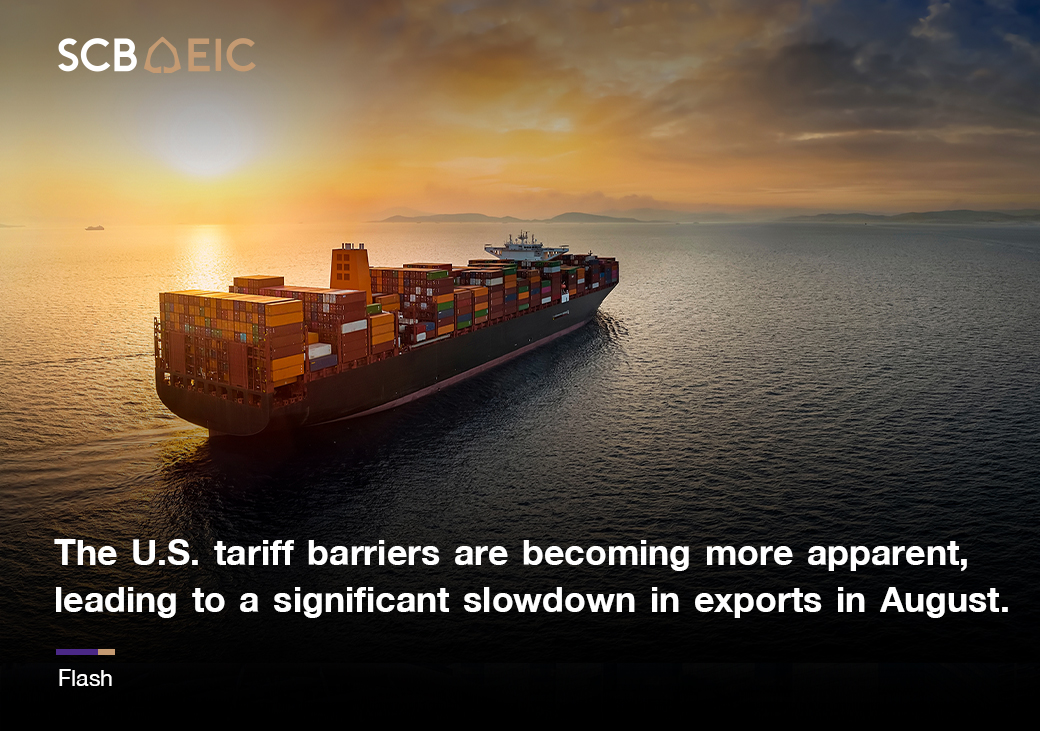 SCB EIC
The U.S. tariff barriers are becoming more apparent,
leading to a significant slowdown in exports in August.
Flash